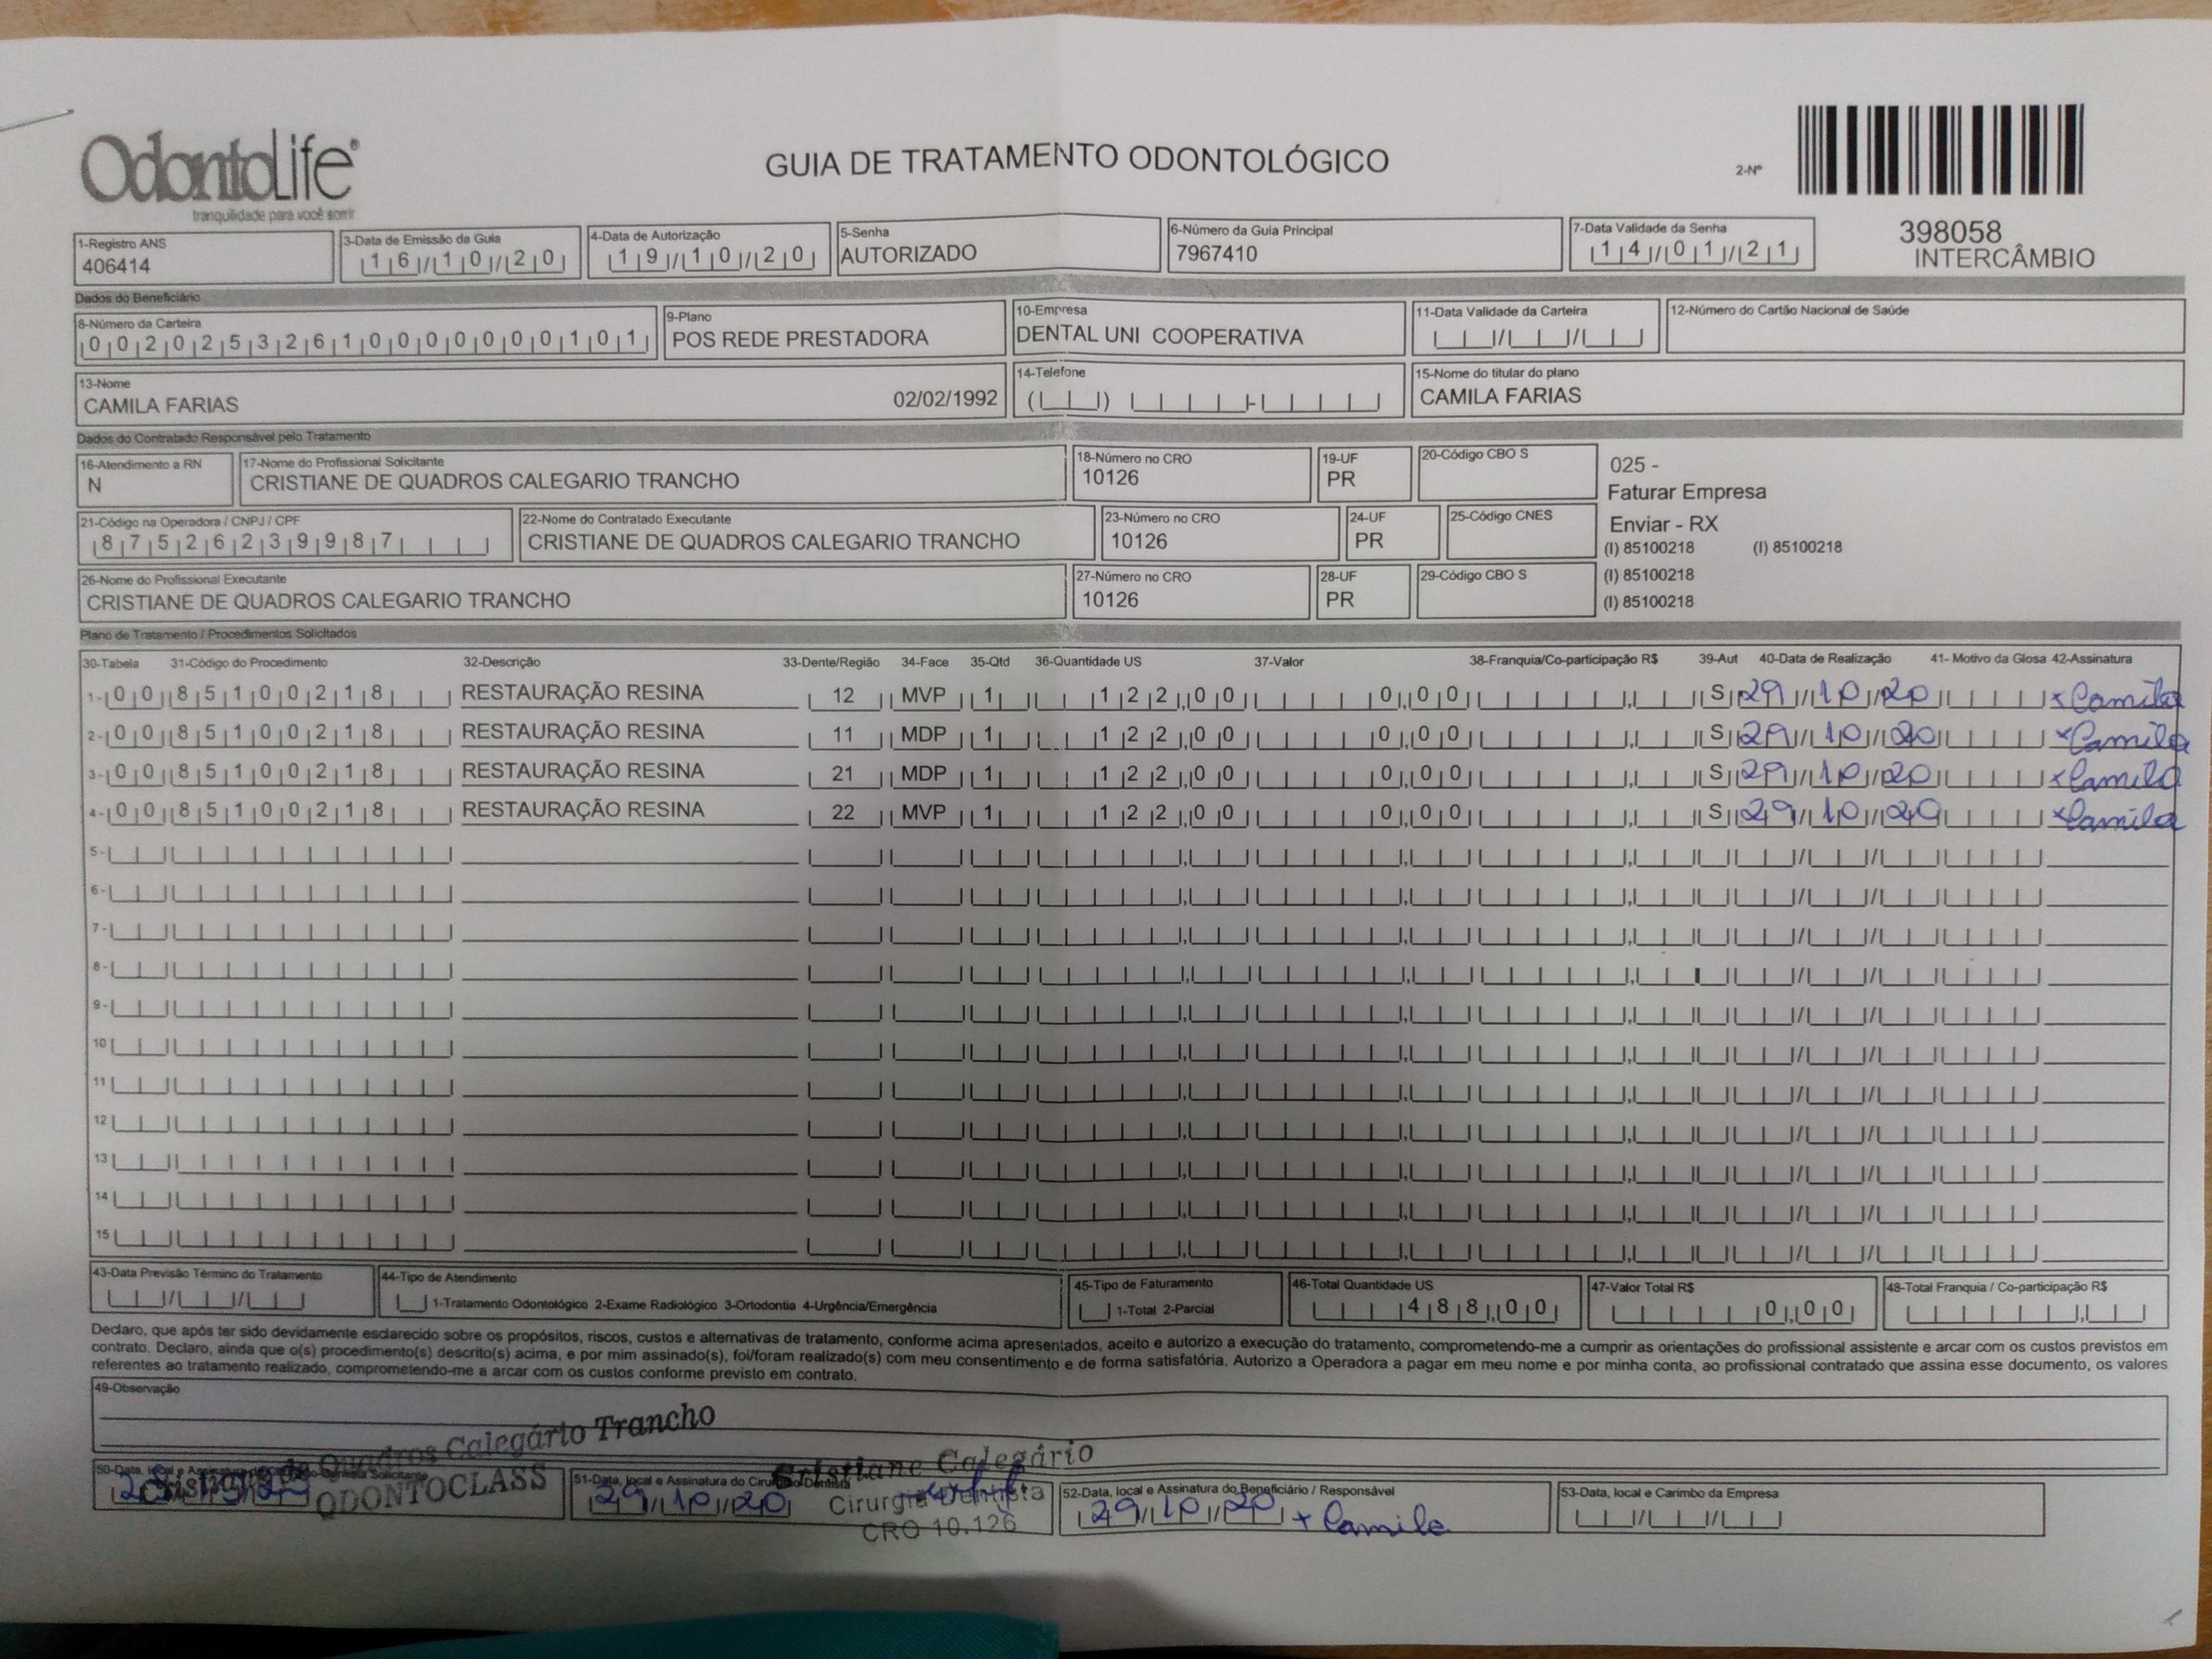 OdontoLife®
tranquilidade para você sorrir
GUIA DE TRATAMENTO ODONTOLÓGICO
2-Nº
398058
INTERCÂMBIO
1-Registro ANS
406414
3-Data de Emissão da Guia
16/10/20
4-Data de Autorização
19/10/20
5-Senha
AUTORIZADO
6-Número da Guia Principal
7967410
7-Data Validade da Senha
14/01/21
Dados do Beneficiário
8-Número da Carteira
00202532610000000101
9-Plano
POS REDE PRESTADORA
10-Empresa
DENTAL UNI COOPERATIVA
11-Data Validade da Carteira
12-Número do Cartão Nacional de Saúde
13-Nome
CAMILA FARIAS 02/02/1992
14-Telefone
15-Nome do titular do plano
CAMILA FARIAS
Dados do Contratado Responsável pelo Tratamento
16-Atendimento a RN
N
17-Nome do Profissional Solicitante
CRISTIANE DE QUADROS CALEGARIO TRANCHO
18-Número no CRO
10126
19-UF
PR
20-Código CBO S
025 -
Faturar Empresa
Enviar - RX
(I) 85100218 (I) 85100218
(I) 85100218
(I) 85100218
21-Código na Operadora / CNPJ / CPF
87526239987
22-Nome do Contratado Executante
CRISTIANE DE QUADROS CALEGARIO TRANCHO
23-Número no CRO
10126
24-UF
PR
25-Código CNES
26-Nome do Profissional Executante
CRISTIANE DE QUADROS CALEGARIO TRANCHO
27-Número no CRO
10126
28-UF
PR
29-Código CBO S
Plano de Tratamento / Procedimentos Solicitados
30-Tabela 31-Código do Procedimento 32-Descrição 33-Dente/Região 34-Face 35-Qtd 36-Quantidade US 37-Valor 38-Franquia/Co-participação R$ 39-Aut 40-Data de Realização 41- Motivo da Glosa 42-Assinatura
1- 00 85100218 RESTAURAÇÃO RESINA 12 MVP 1 122,00 0,00 S 29/10/20 x Camila
2- 00 85100218 RESTAURAÇÃO RESINA 11 MDP 1 122,00 0,00 S 29/10/20 x Camila
3- 00 85100218 RESTAURAÇÃO RESINA 21 MDP 1 122,00 0,00 S 29/10/20 x Camila
4- 00 85100218 RESTAURAÇÃO RESINA 22 MVP 1 122,00 0,00 S 29/10/20 x Camila
5-
6-
7-
8-
9-
10
11
12
13
14
15
43-Data Previsão Término do Tratamento
44-Tipo de Atendimento
1-Tratamento Odontológico 2-Exame Radiológico 3-Ortodontia 4-Urgência/Emergência
45-Tipo de Faturamento
1-Total 2-Parcial
46-Total Quantidade US
488,00
47-Valor Total R$
0,00
48-Total Franquia / Co-participação R$
Declaro, que após ter sido devidamente esclarecido sobre os propósitos, riscos, custos e alternativas de tratamento, conforme acima apresentados, aceito e autorizo a execução do tratamento, comprometendo-me a cumprir as orientações do profissional assistente e arcar com os custos previstos em
contrato. Declaro, ainda que o(s) procedimento(s) descrito(s) acima, e por mim assinado(s), foi/foram realizado(s) com meu consentimento e de forma satisfatória. Autorizo a Operadora a pagar em meu nome e por minha conta, ao profissional contratado que assina esse documento, os valores
referentes ao tratamento realizado, comprometendo-me a arcar com os custos conforme previsto em contrato.
49-Observação
Quadros Calegário Trancho
ODONTOCLASS
51-Data, local e Assinatura do Cirurgião-Dentista
29/10/20
Cristiane Calegário
Cirurgiã Dentista
CRO 10.126
52-Data, local e Assinatura do Beneficiário / Responsável
29/10/20 + Camila
53-Data, local e Carimbo da Empresa